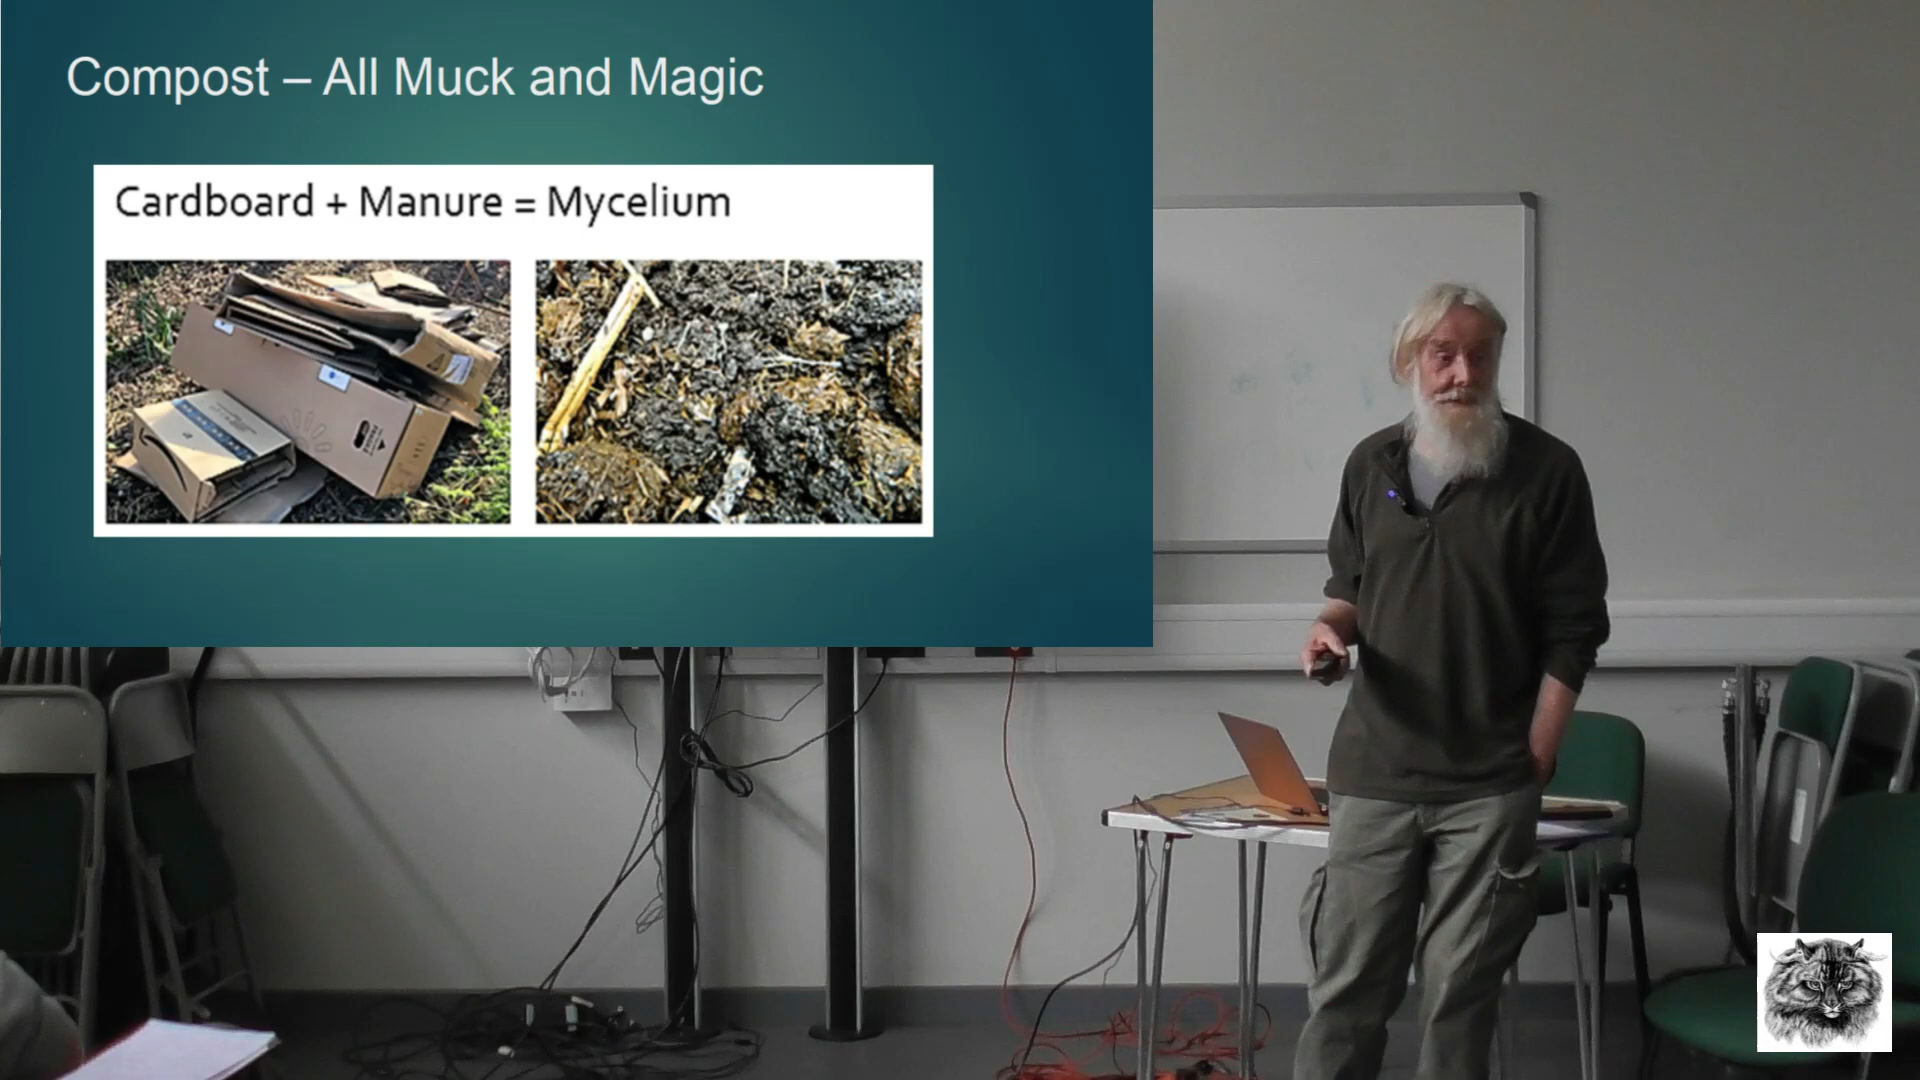 Compost – All Muck and Magic
Cardboard + Manure = Mycelium